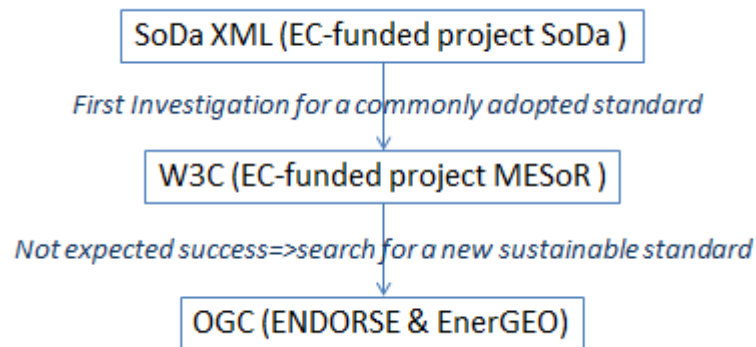 SoDa XML (EC-funded project SoDa )
First Investigation for a commonly adopted standard
W3C (EC-funded project MESoR )
Not expected success=>search for a new sustainable standard
OGC (ENDORSE & EnerGEO)